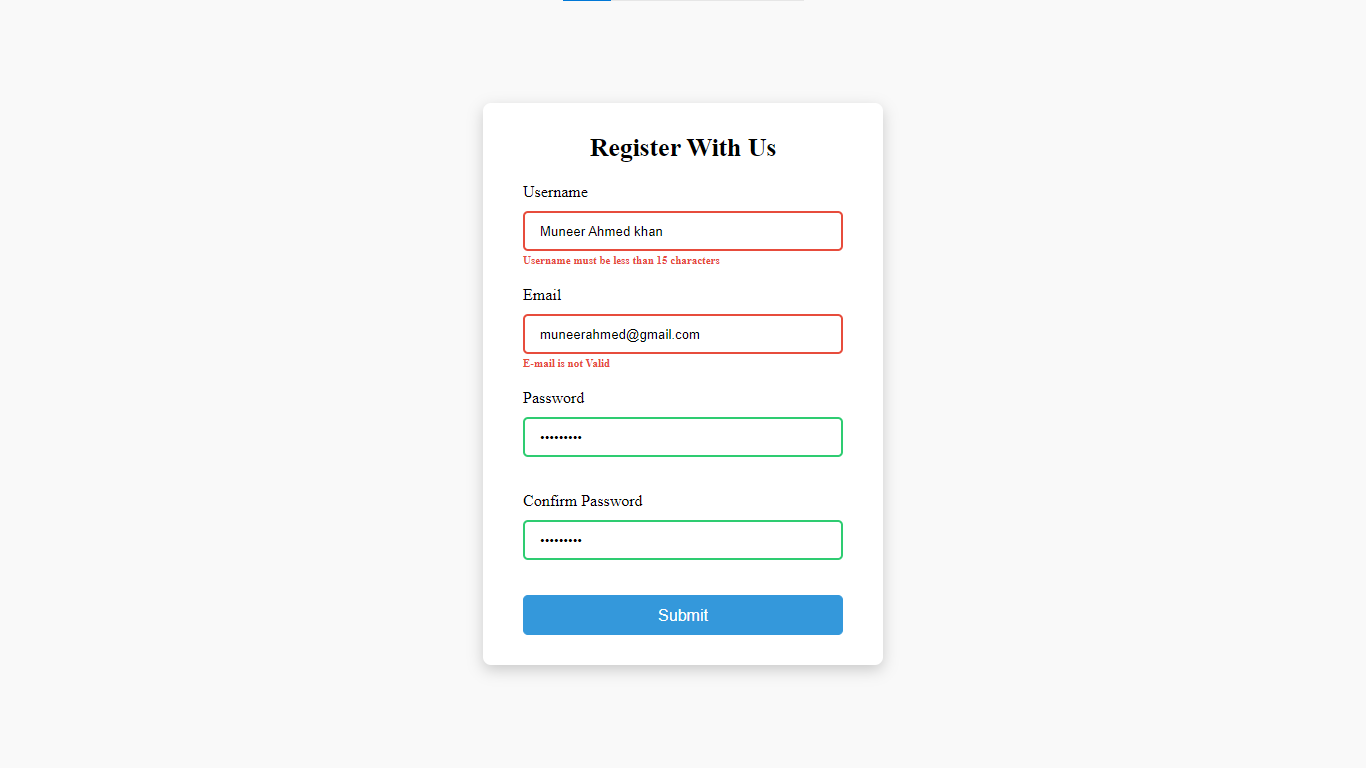 Register With Us
Username
Muneer Ahmed khan
Username must be less than 15 characters
Email
muneerahmed@gmail.com
E-mail is not Valid
Password
•••••••••
Confirm Password
•••••••••
Submit